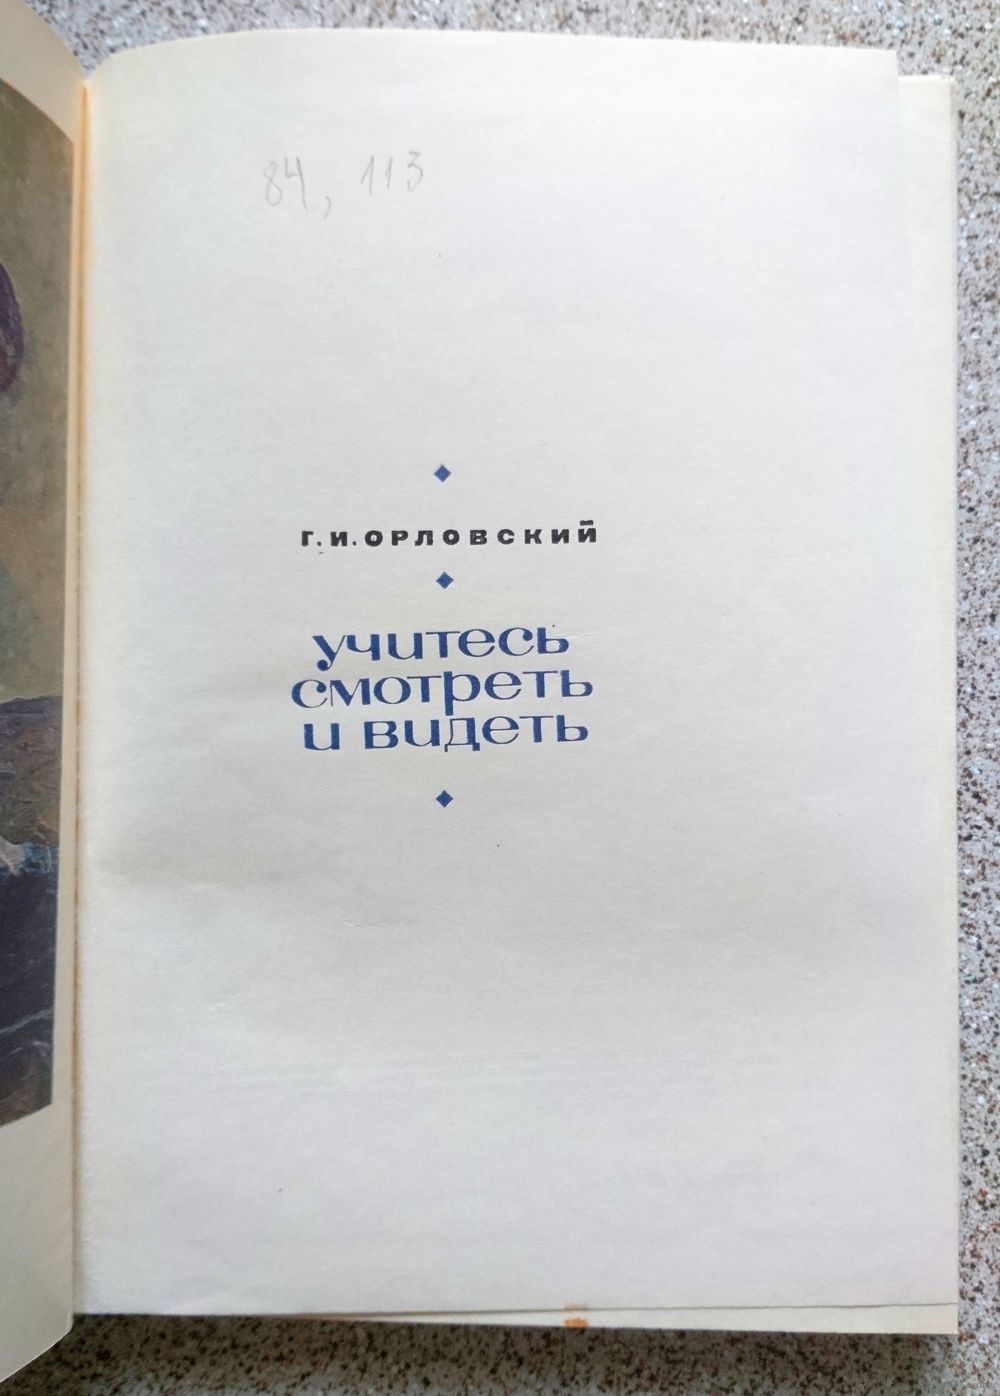 84, 113
Г. И. ОРЛОВСКИЙ
учитесь
смотреть
и видеть